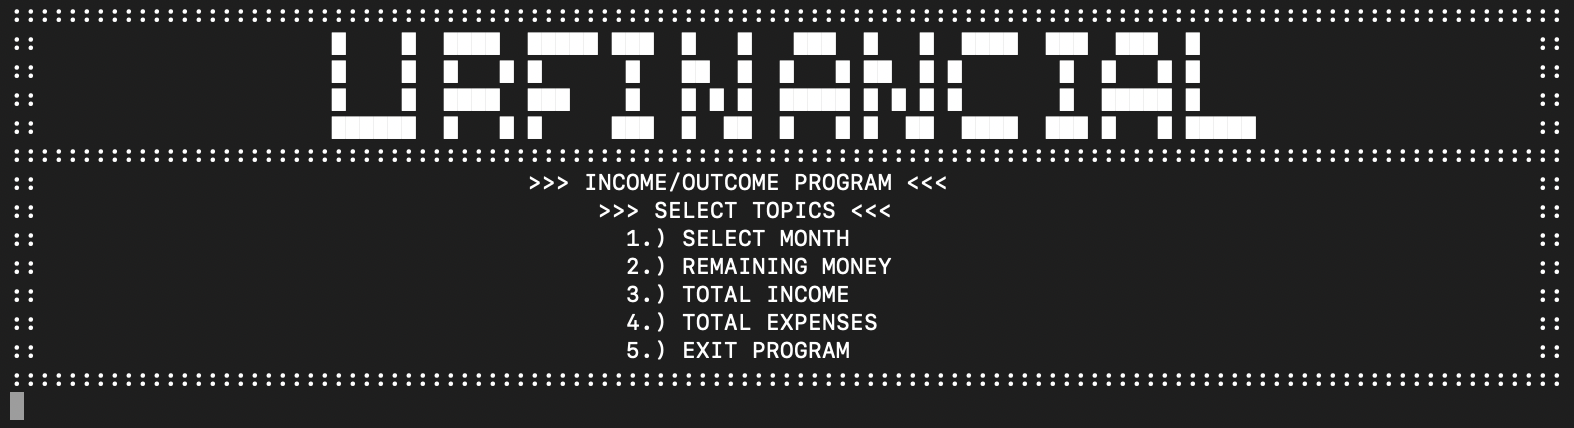 URFINANCIAL
>>> INCOME/OUTCOME PROGRAM <<<
>>> SELECT TOPICS <<<
1.) SELECT MONTH
2.) REMAINING MONEY
3.) TOTAL INCOME
4.) TOTAL EXPENSES
5.) EXIT PROGRAM